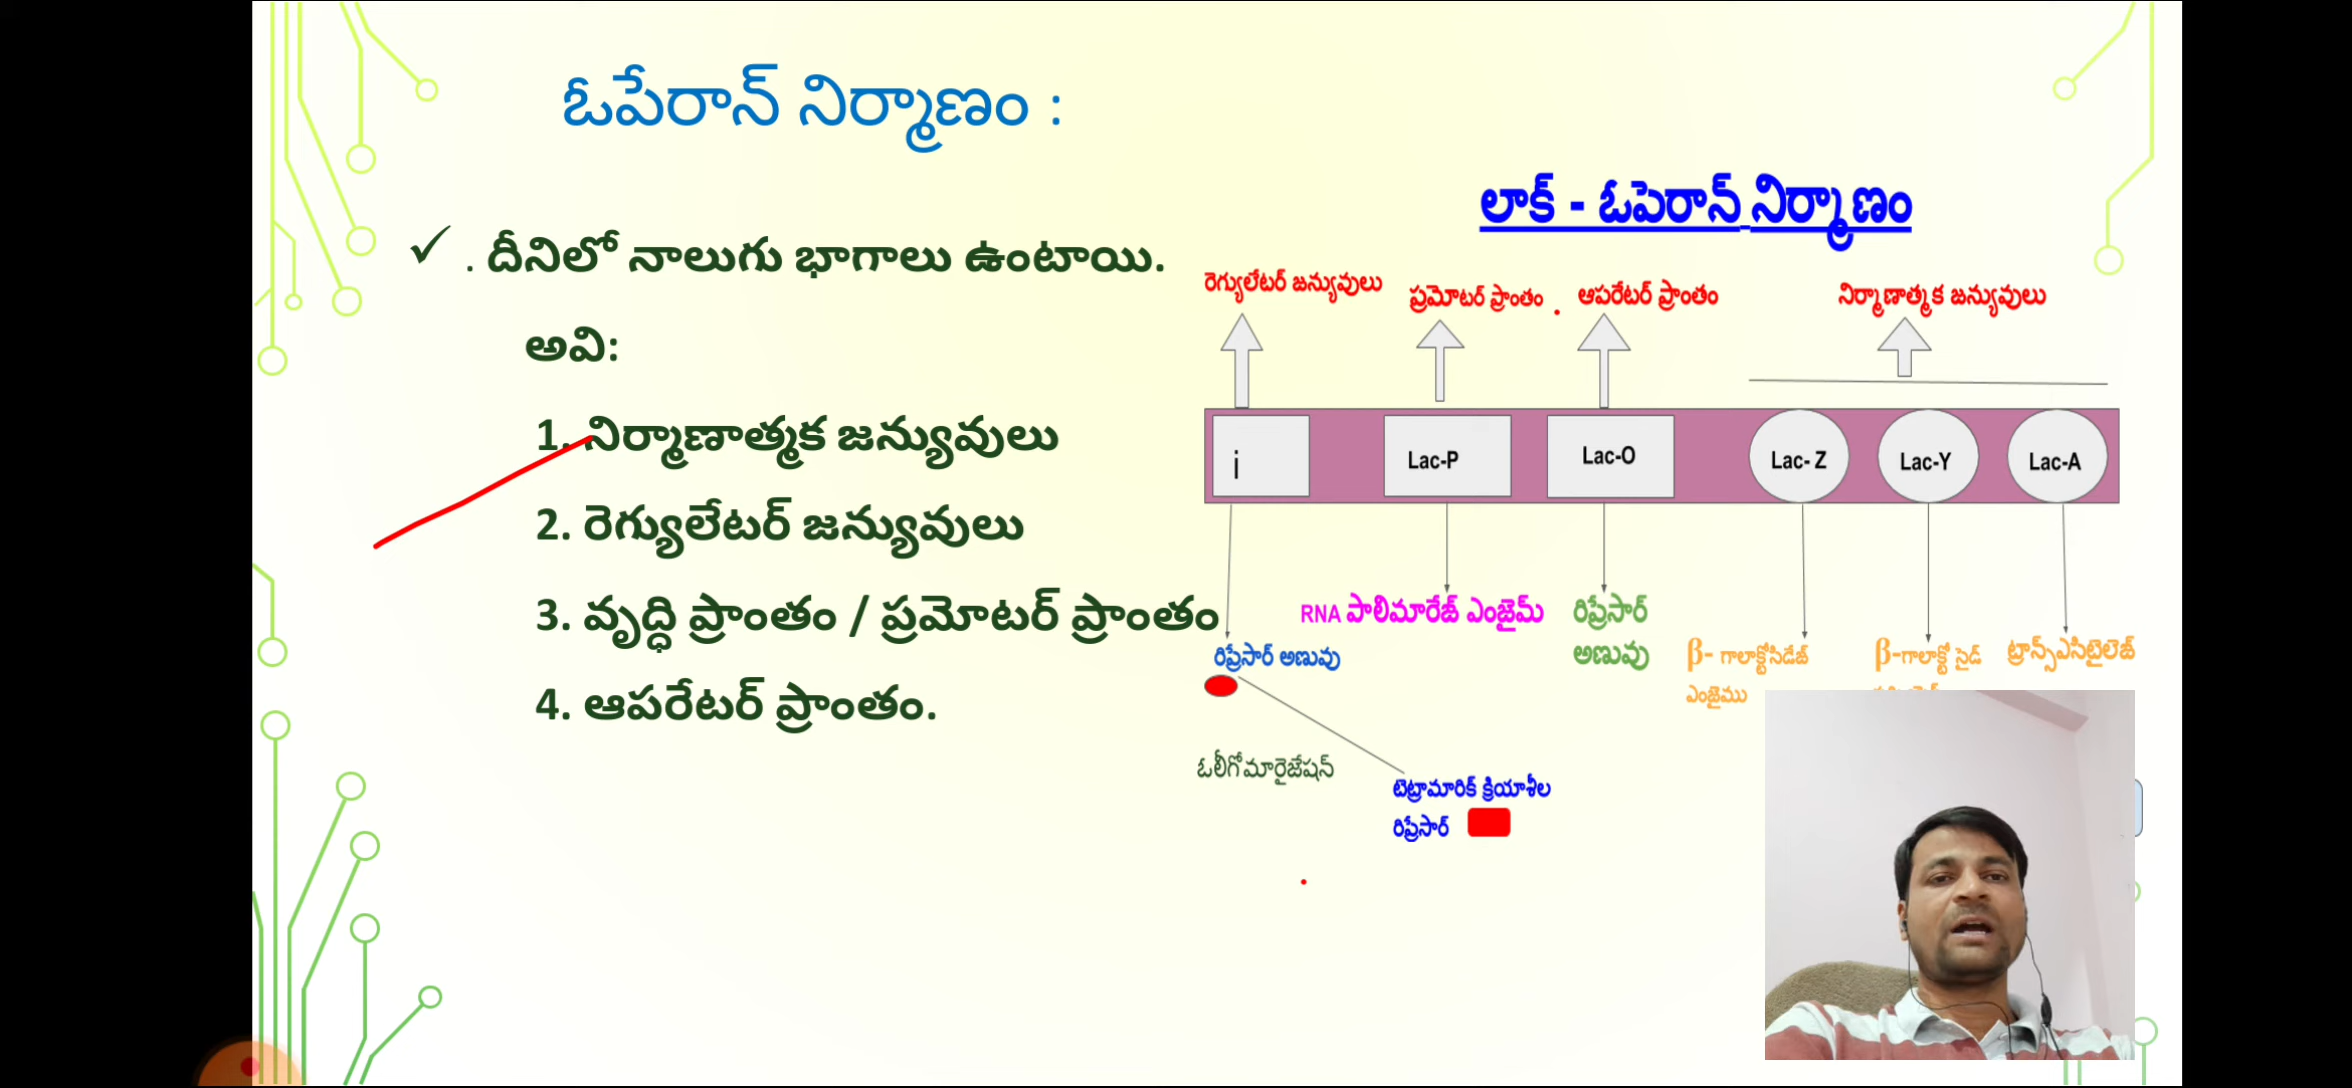 ఓపేరాన్ నిర్మాణం :
✓ . దీనిలో నాలుగు భాగాలు ఉంటాయి.
అవి:
1. నిర్మాణాత్మక జన్యువులు
2. రెగ్యులేటర్ జన్యువులు
3. వృద్ధి ప్రాంతం / ప్రమోటర్ ప్రాంతం
4. ఆపరేటర్ ప్రాంతం.
లాక్ - ఓపెరాన్ నిర్మాణం
రెగ్యులేటర్ జన్యువులు
ప్రమోటర్ ప్రాంతం
ఆపరేటర్ ప్రాంతం
నిర్మాణాత్మక జన్యువులు
i
Lac-P
Lac-O
Lac- Z
Lac-Y
Lac-A
రిప్రేసార్ అణువు
RNA పాలిమారేజ్ ఎంజైమ్
రిప్రేసార్
అణువు
β- గాలాక్టోసిడేజ్
ఎంజైము
β-గాలాక్టో సైడ్
ట్రాన్స్ఎసిటైలెజ్
ఓలీగోమారైజేషన్
టెట్రామారిక్ క్రియాశీల
రిప్రేసార్